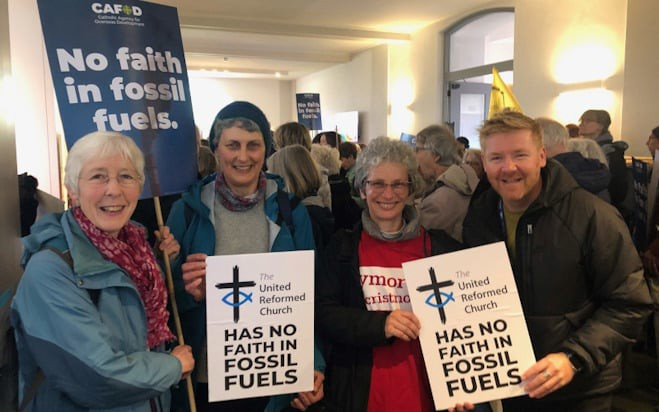 CAFOD
Catholic Agency for
Overseas Development
No faith
in fossil
fuels.
The
United
Reformed
Church
HAS NO
FAITH IN
FOSSIL
FUELS
The
United
Reformed
Church
HAS NO
FAITH IN
FOSSIL
FUELS